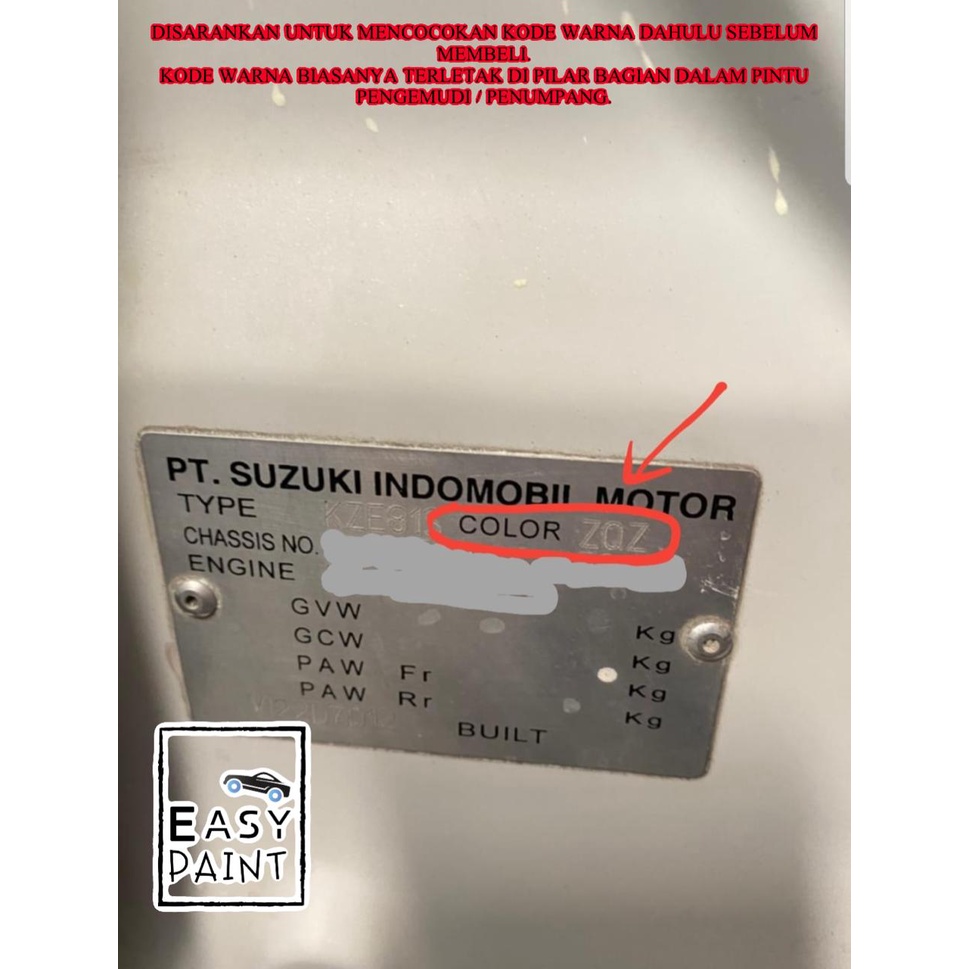 DISARANKAN UNTUK MENCOCOKAN KODE WARNA DAHULU SEBELUM
MEMBELI.
KODE WARNA BIASANYA TERLETAK DI PILAR BAGIAN DALAM PINTU
PENGEMUDI / PENUMPANG.
PT. SUZUKI INDOMOBIL MOTOR
TYPE COLOR ZQZ
CHASSIS NO.
ENGINE
GVW Kg
GCW Kg
PAW Fr Kg
PAW Rr Kg
BUILT
EASY
PAINT